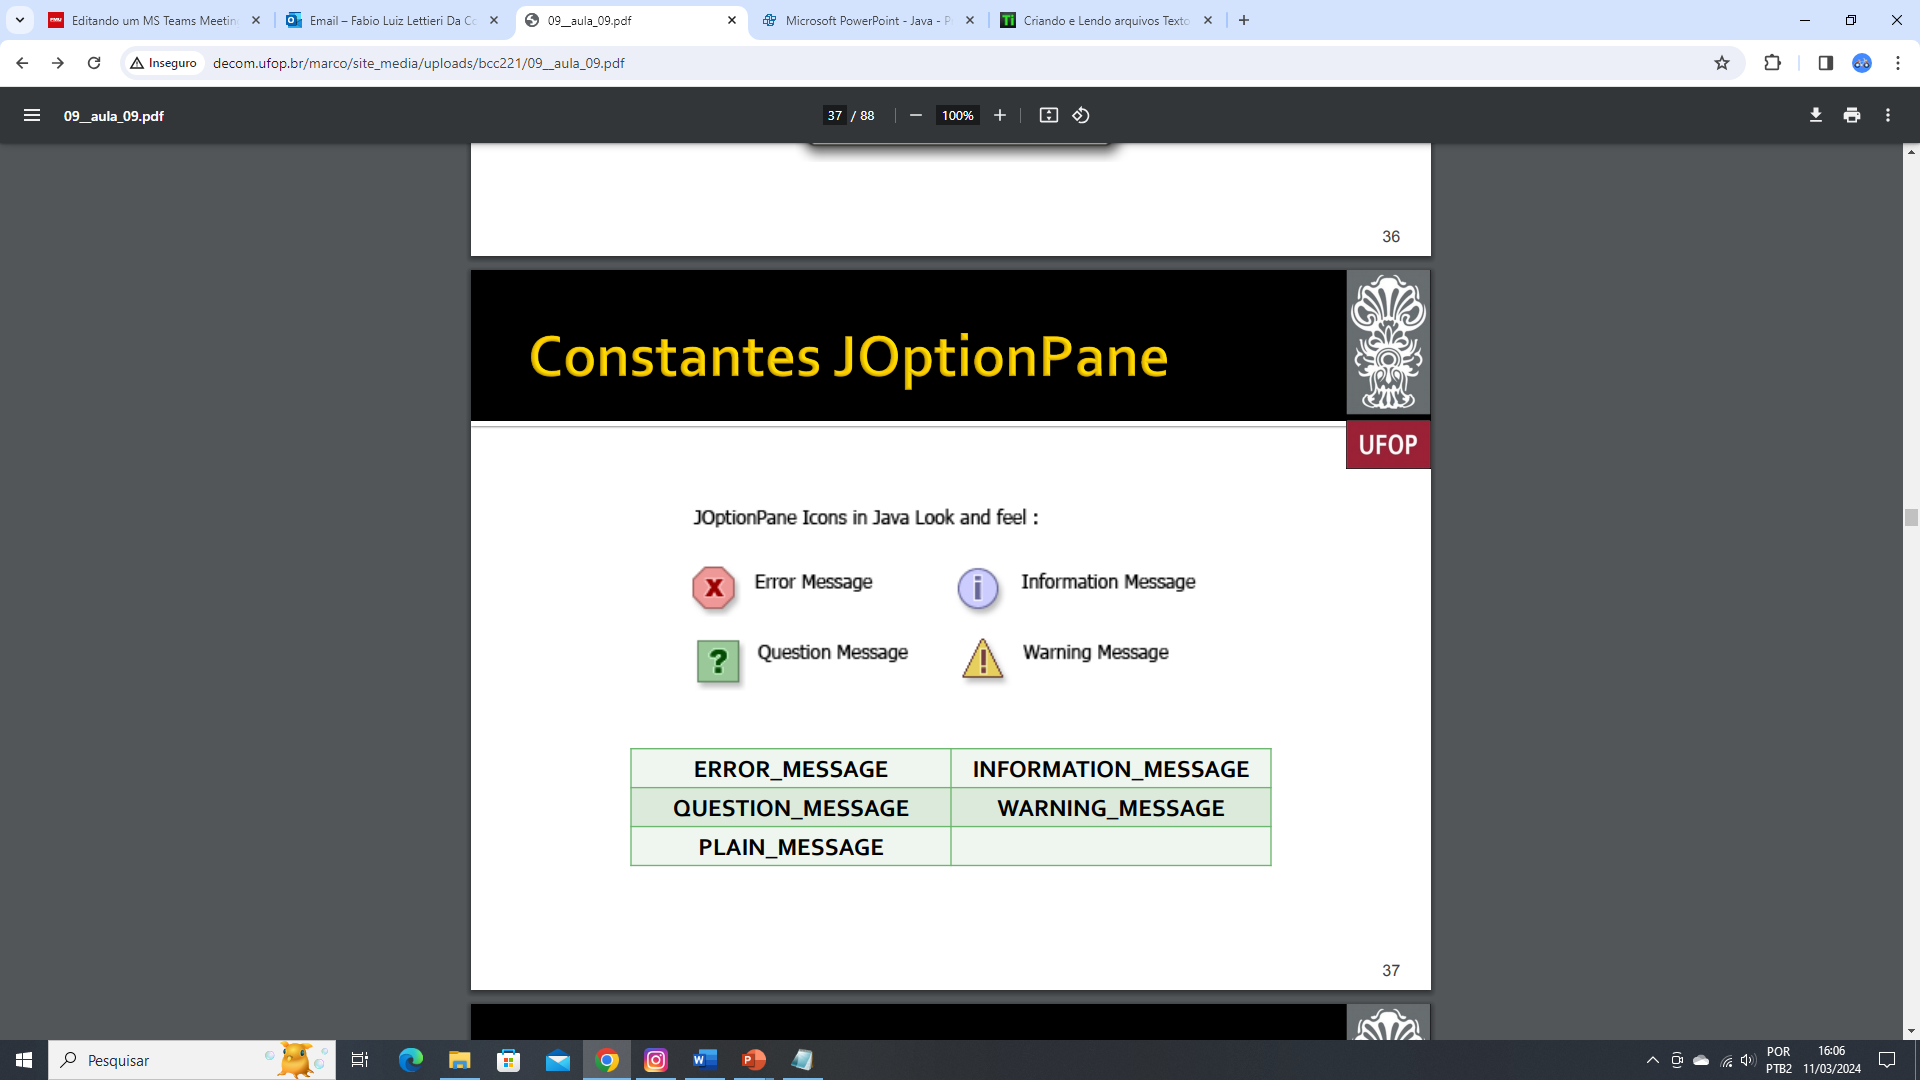 Editando um MS Teams Meetin
Email – Fabio Luiz Lettieri Da Co
09__aula_09.pdf
Microsoft PowerPoint - Java - P
Criando e Lendo arquivos Texto
Inseguro
decom.ufop.br/marco/site_media/uploads/bcc221/09__aula_09.pdf
09__aula_09.pdf
37 / 88
100%
36
Constantes JOptionPane
UFOP
JOptionPane Icons in Java Look and feel :
X Error Message
i Information Message
? Question Message
! Warning Message
ERROR_MESSAGE INFORMATION_MESSAGE
QUESTION_MESSAGE WARNING_MESSAGE
PLAIN_MESSAGE
37
Pesquisar
POR
PTB2
16:06
11/03/2024